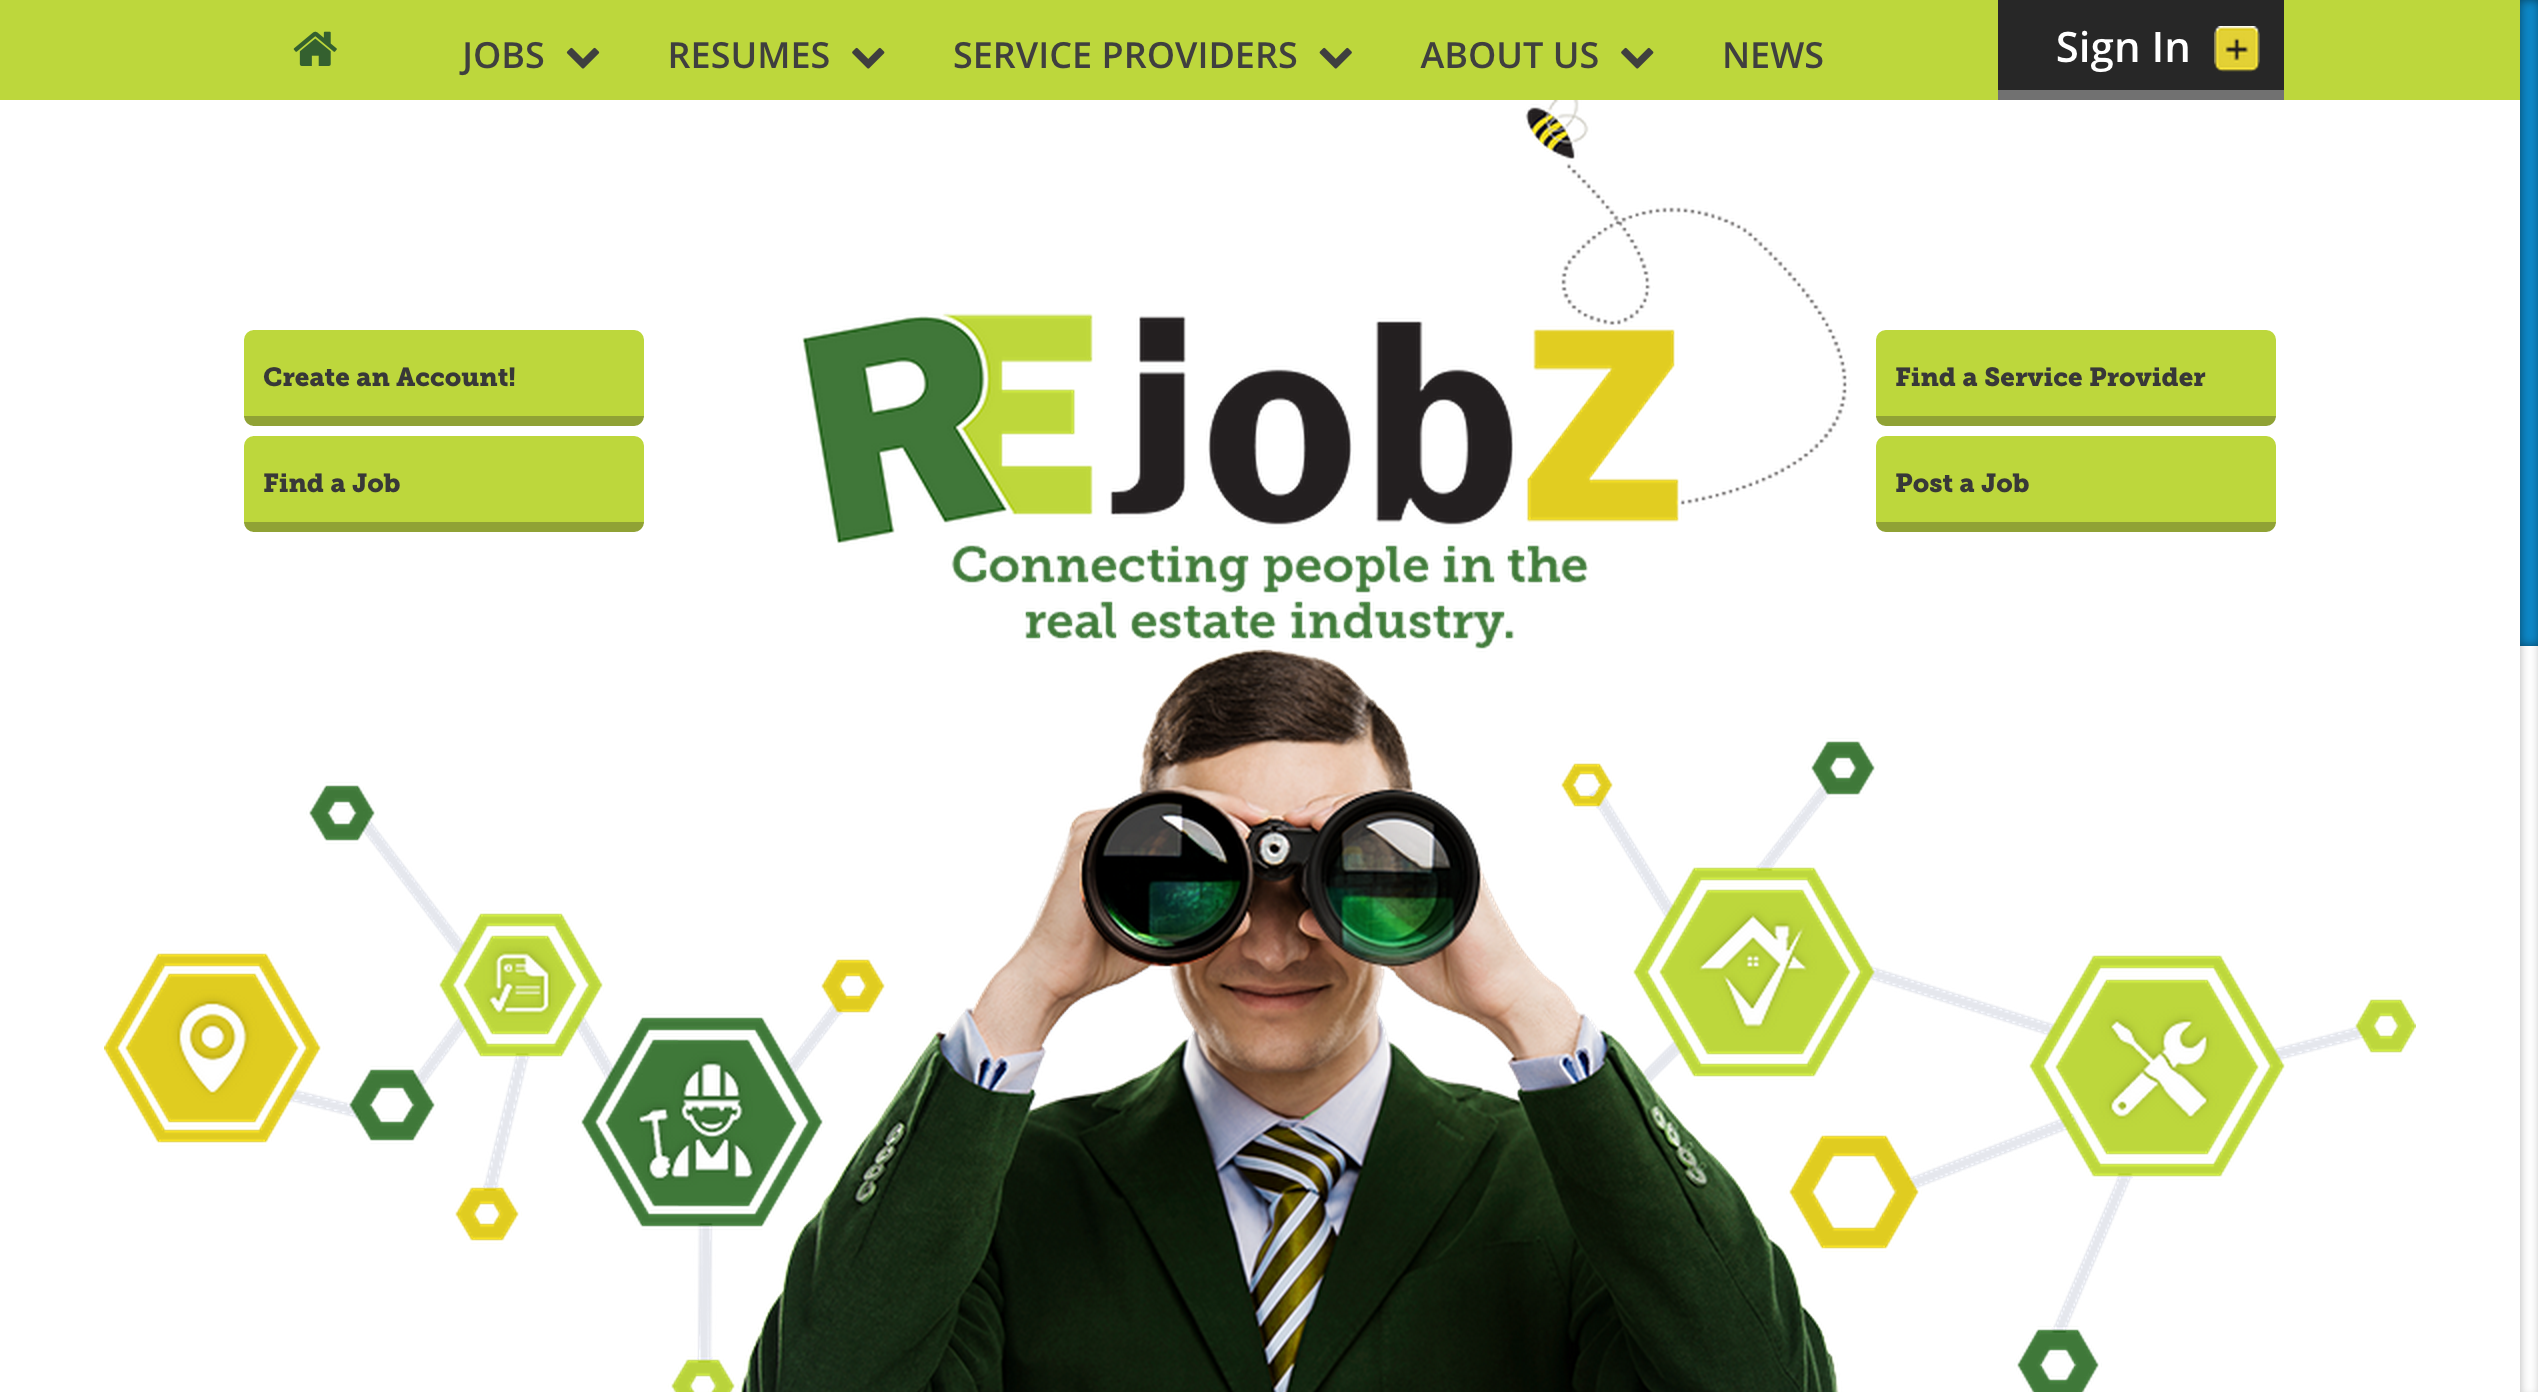 JOBS RESUMES SERVICE PROVIDERS ABOUT US NEWS Sign In +
Create an Account!
Find a Job
REjobZ
Connecting people in the
real estate industry.
Find a Service Provider
Post a Job